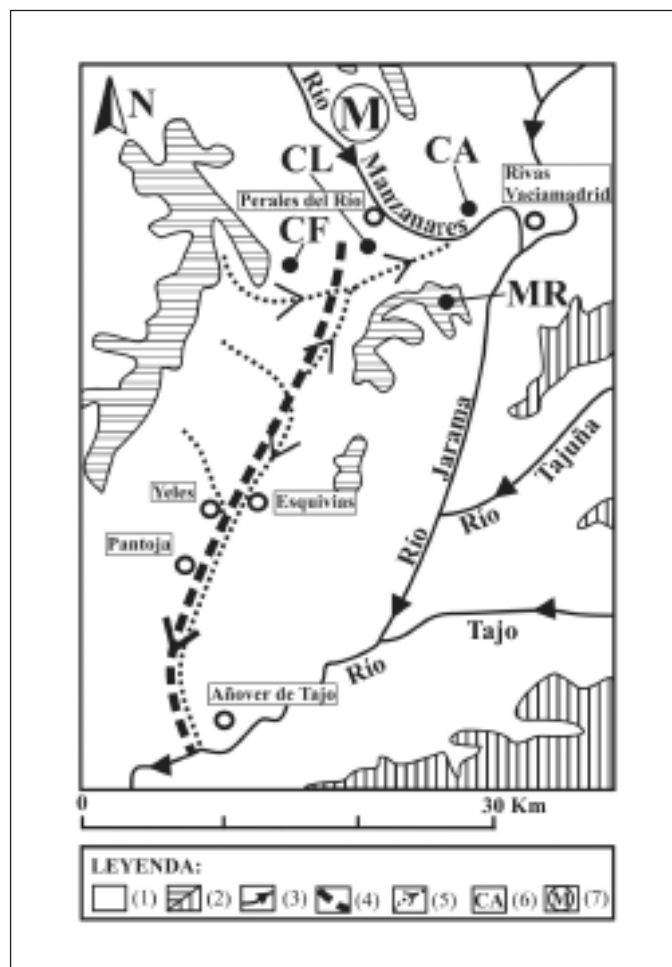 N
Río
M
Manzanares
CL
CA
Perales del Río
Rivas
Vaciamadrid
CF
MR
Jarama
Tajuña
Río
Río
Yeles
Esquivias
Pantoja
Tajo
Río
Añover de Tajo
0
30 Km
LEYENDA:
(1) (2) (3) (4) (5) CA (6) M (7)